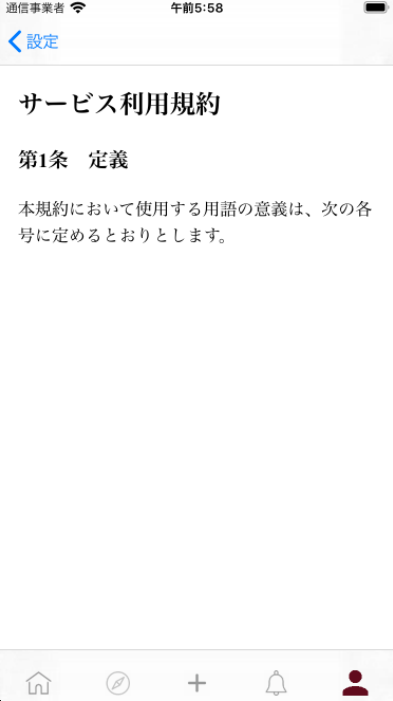 通信事業者 午前5:58
設定
サービス利用規約
第1条　定義
本規約において使用する用語の意義は、次の各
号に定めるとおりとします。